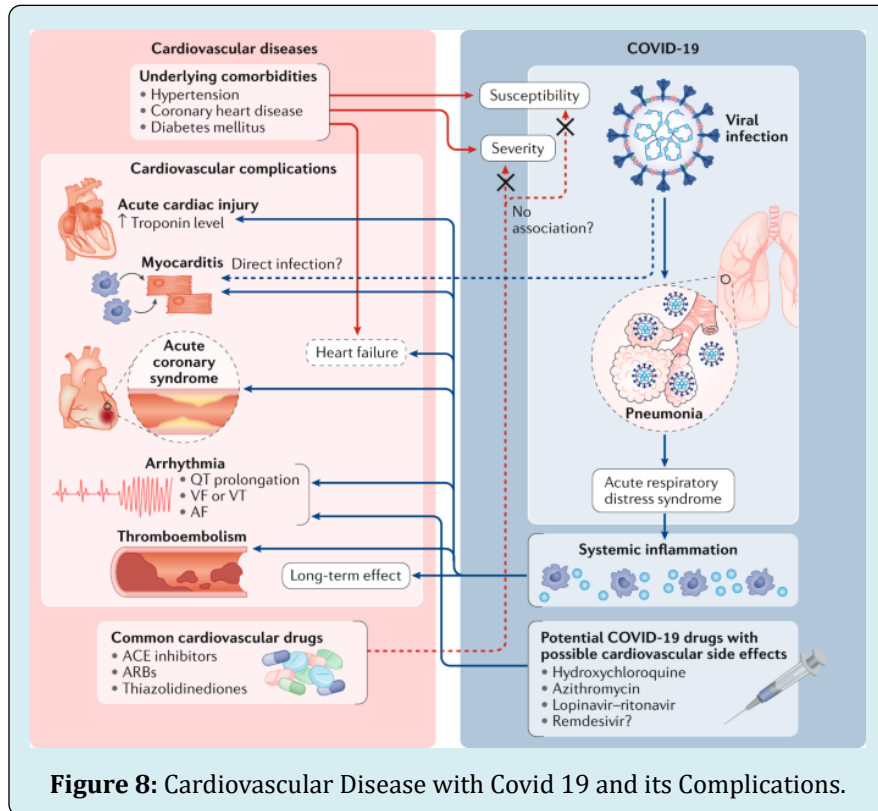 Cardiovascular diseases
COVID-19
Underlying comorbidities
• Hypertension
• Coronary heart disease
• Diabetes mellitus
Susceptibility
Severity
Viral
infection
Cardiovascular complications
Acute cardiac injury
↑ Troponin level
No
association?
Myocarditis
Direct infection?
Acute
coronary
syndrome
Heart failure
Pneumonia
Arrhythmia
• QT prolongation
• VF or VT
• AF
Acute respiratory
distress syndrome
Thromboembolism
Long-term effect
Systemic inflammation
Common cardiovascular drugs
• ACE inhibitors
• ARBs
• Thiazolidinediones
Potential COVID-19 drugs with
possible cardiovascular side effects
• Hydroxychloroquine
• Azithromycin
• Lopinavir–ritonavir
• Remdesivir?
Figure 8: Cardiovascular Disease with Covid 19 and its Complications.